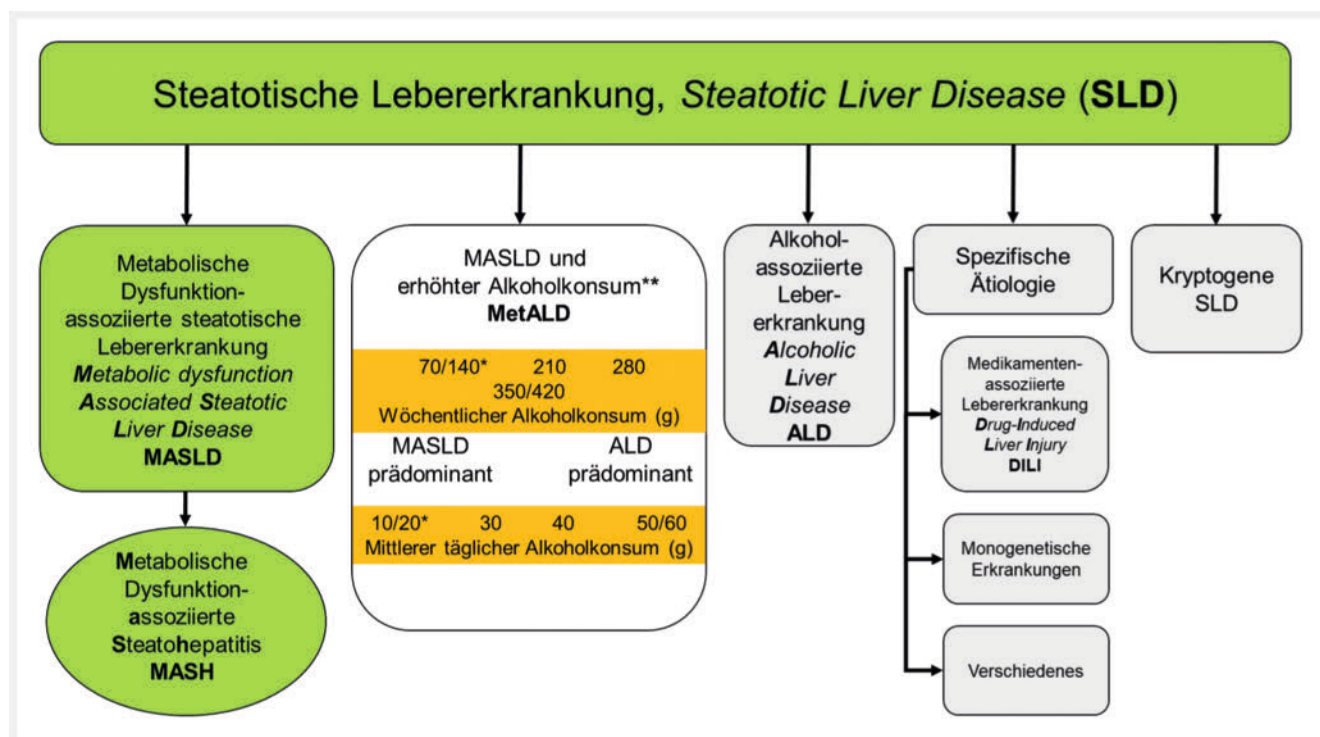 Steatotische Lebererkrankung, Steatotic Liver Disease (SLD)
Metabolische
Dysfunktion-
assoziierte steatotische
Lebererkrankung
Metabolic dysfunction
Associated Steatotic
Liver Disease
MASLD
Metabolische
Dysfunktion-
assoziierte
Steatohepatitis
MASH
MASLD und
erhöhter Alkoholkonsum**
MetALD
70/140* 210 280
350/420
Wöchentlicher Alkoholkonsum (g)
MASLD ALD
prädominant prädominant
10/20* 30 40 50/60
Mittlerer täglicher Alkoholkonsum (g)
Alkohol-
assoziierte
Leber-
erkrankung
Alcoholic
Liver
Disease
ALD
Spezifische
Ätiologie
Medikamenten-
assoziierte
Lebererkrankung
Drug-Induced
Liver Injury
DILI
Monogenetische
Erkrankungen
Verschiedenes
Kryptogene
SLD